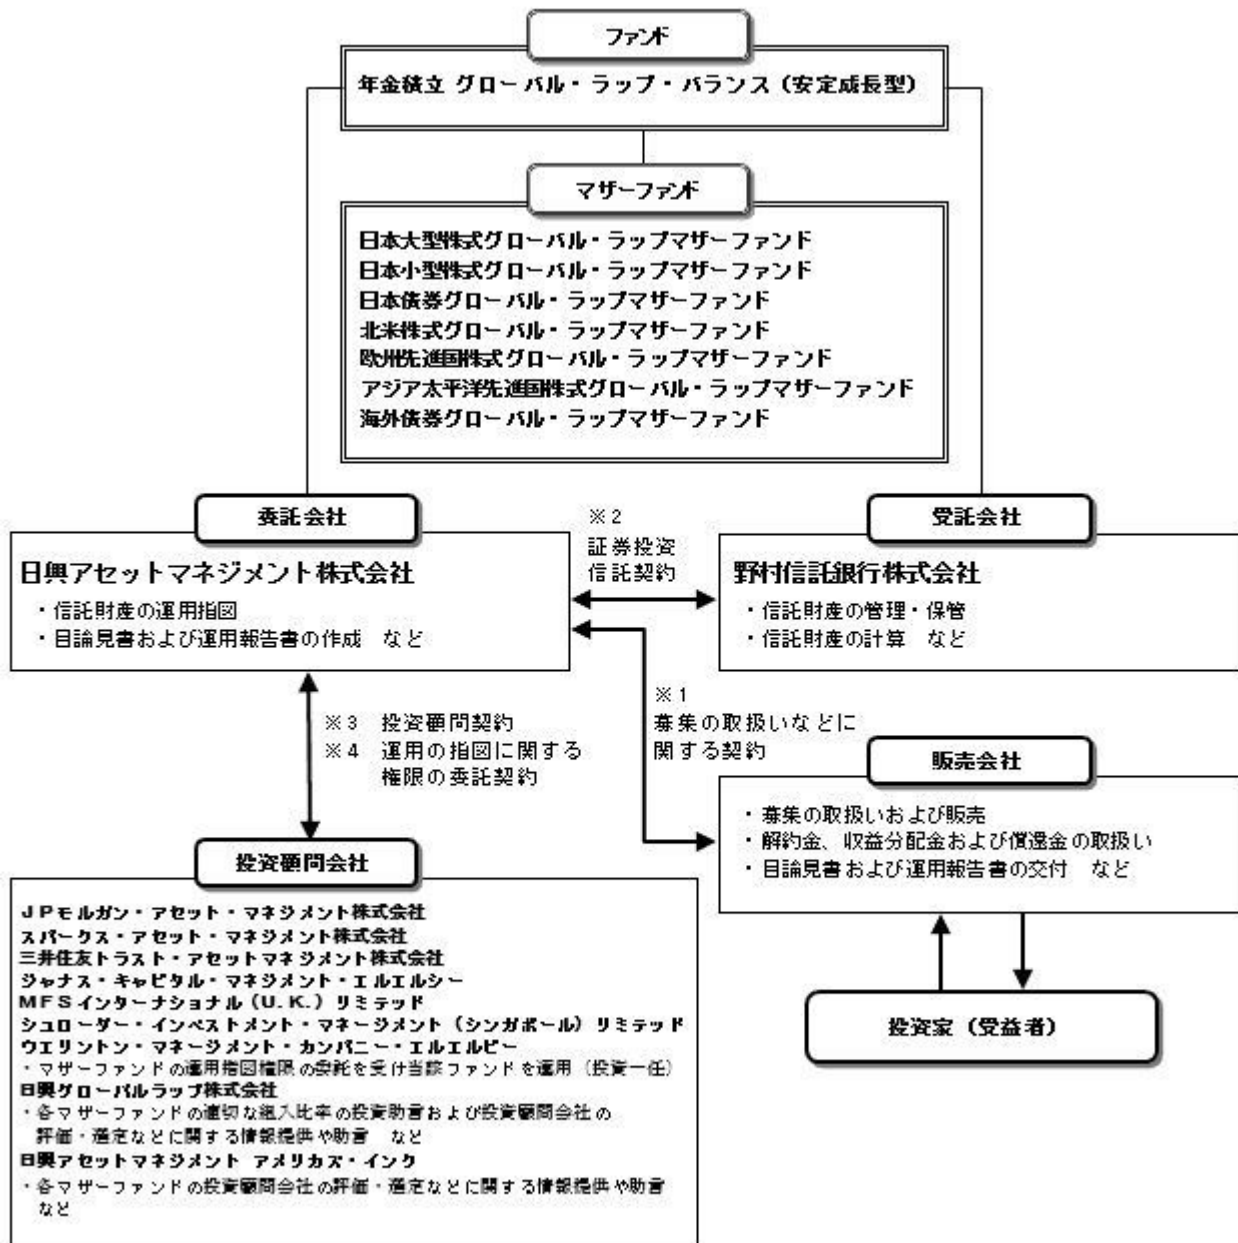 ファンド
年金積立 グローバル・ラップ・バランス（安定成長型）
マザーファンド
日本大型株式グローバル・ラップマザーファンド
日本小型株式グローバル・ラップマザーファンド
日本債券グローバル・ラップマザーファンド
北米株式グローバル・ラップマザーファンド
欧州先進国株式グローバル・ラップマザーファンド
アジア太平洋先進国株式グローバル・ラップマザーファンド
海外債券グローバル・ラップマザーファンド
委託会社
日興アセットマネジメント株式会社
・信託財産の運用指図
・目論見書および運用報告書の作成　など
※２
証券投資
信託契約
受託会社
野村信託銀行株式会社
・信託財産の管理・保管
・信託財産の計算　など
※３　投資顧問契約
※４　運用の指図に関する
権限の委託契約
※１
募集の取扱いなどに
関する契約
販売会社
・募集の取扱いおよび販売
・解約金、収益分配金および償還金の取扱い
・目論見書および運用報告書の交付　など
投資家（受益者）
投資顧問会社
ＪＰモルガン・アセット・マネジメント株式会社
スパークス・アセット・マネジメント株式会社
三井住友トラスト・アセットマネジメント株式会社
ジャナス・キャピタル・マネジメント・エルエルシー
ＭＦＳインターナショナル（Ｕ.Ｋ.）リミテッド
シュローダー・インベストメント・マネージメント（シンガポール）リミテッド
ウエリントン・マネージメント・カンパニー・エルエルピー
・マザーファンドの運用指図権限の委託を受け当該ファンドを運用（投資一任）
日興グローバルラップ株式会社
・各マザーファンドの適切な組入比率の投資助言および投資顧問会社の
評価・選定などに関する情報提供や助言　など
日興アセットマネジメント アメリカズ・インク
・各マザーファンドの投資顧問会社の評価・選定などに関する情報提供や助言
など